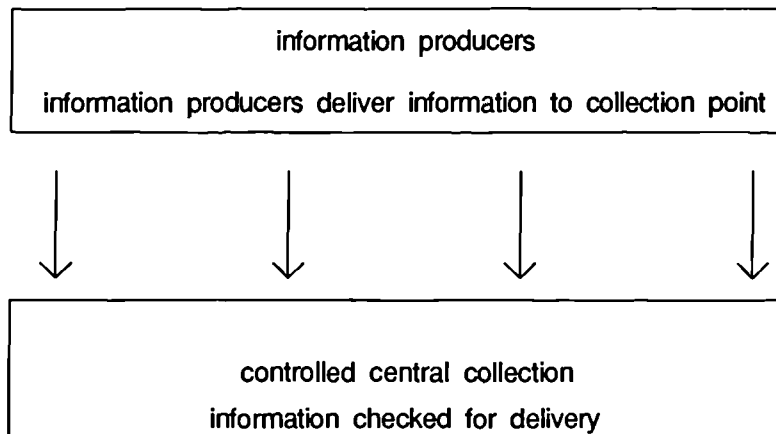 information producers
information producers deliver information to collection point
controlled central collection
information checked for delivery